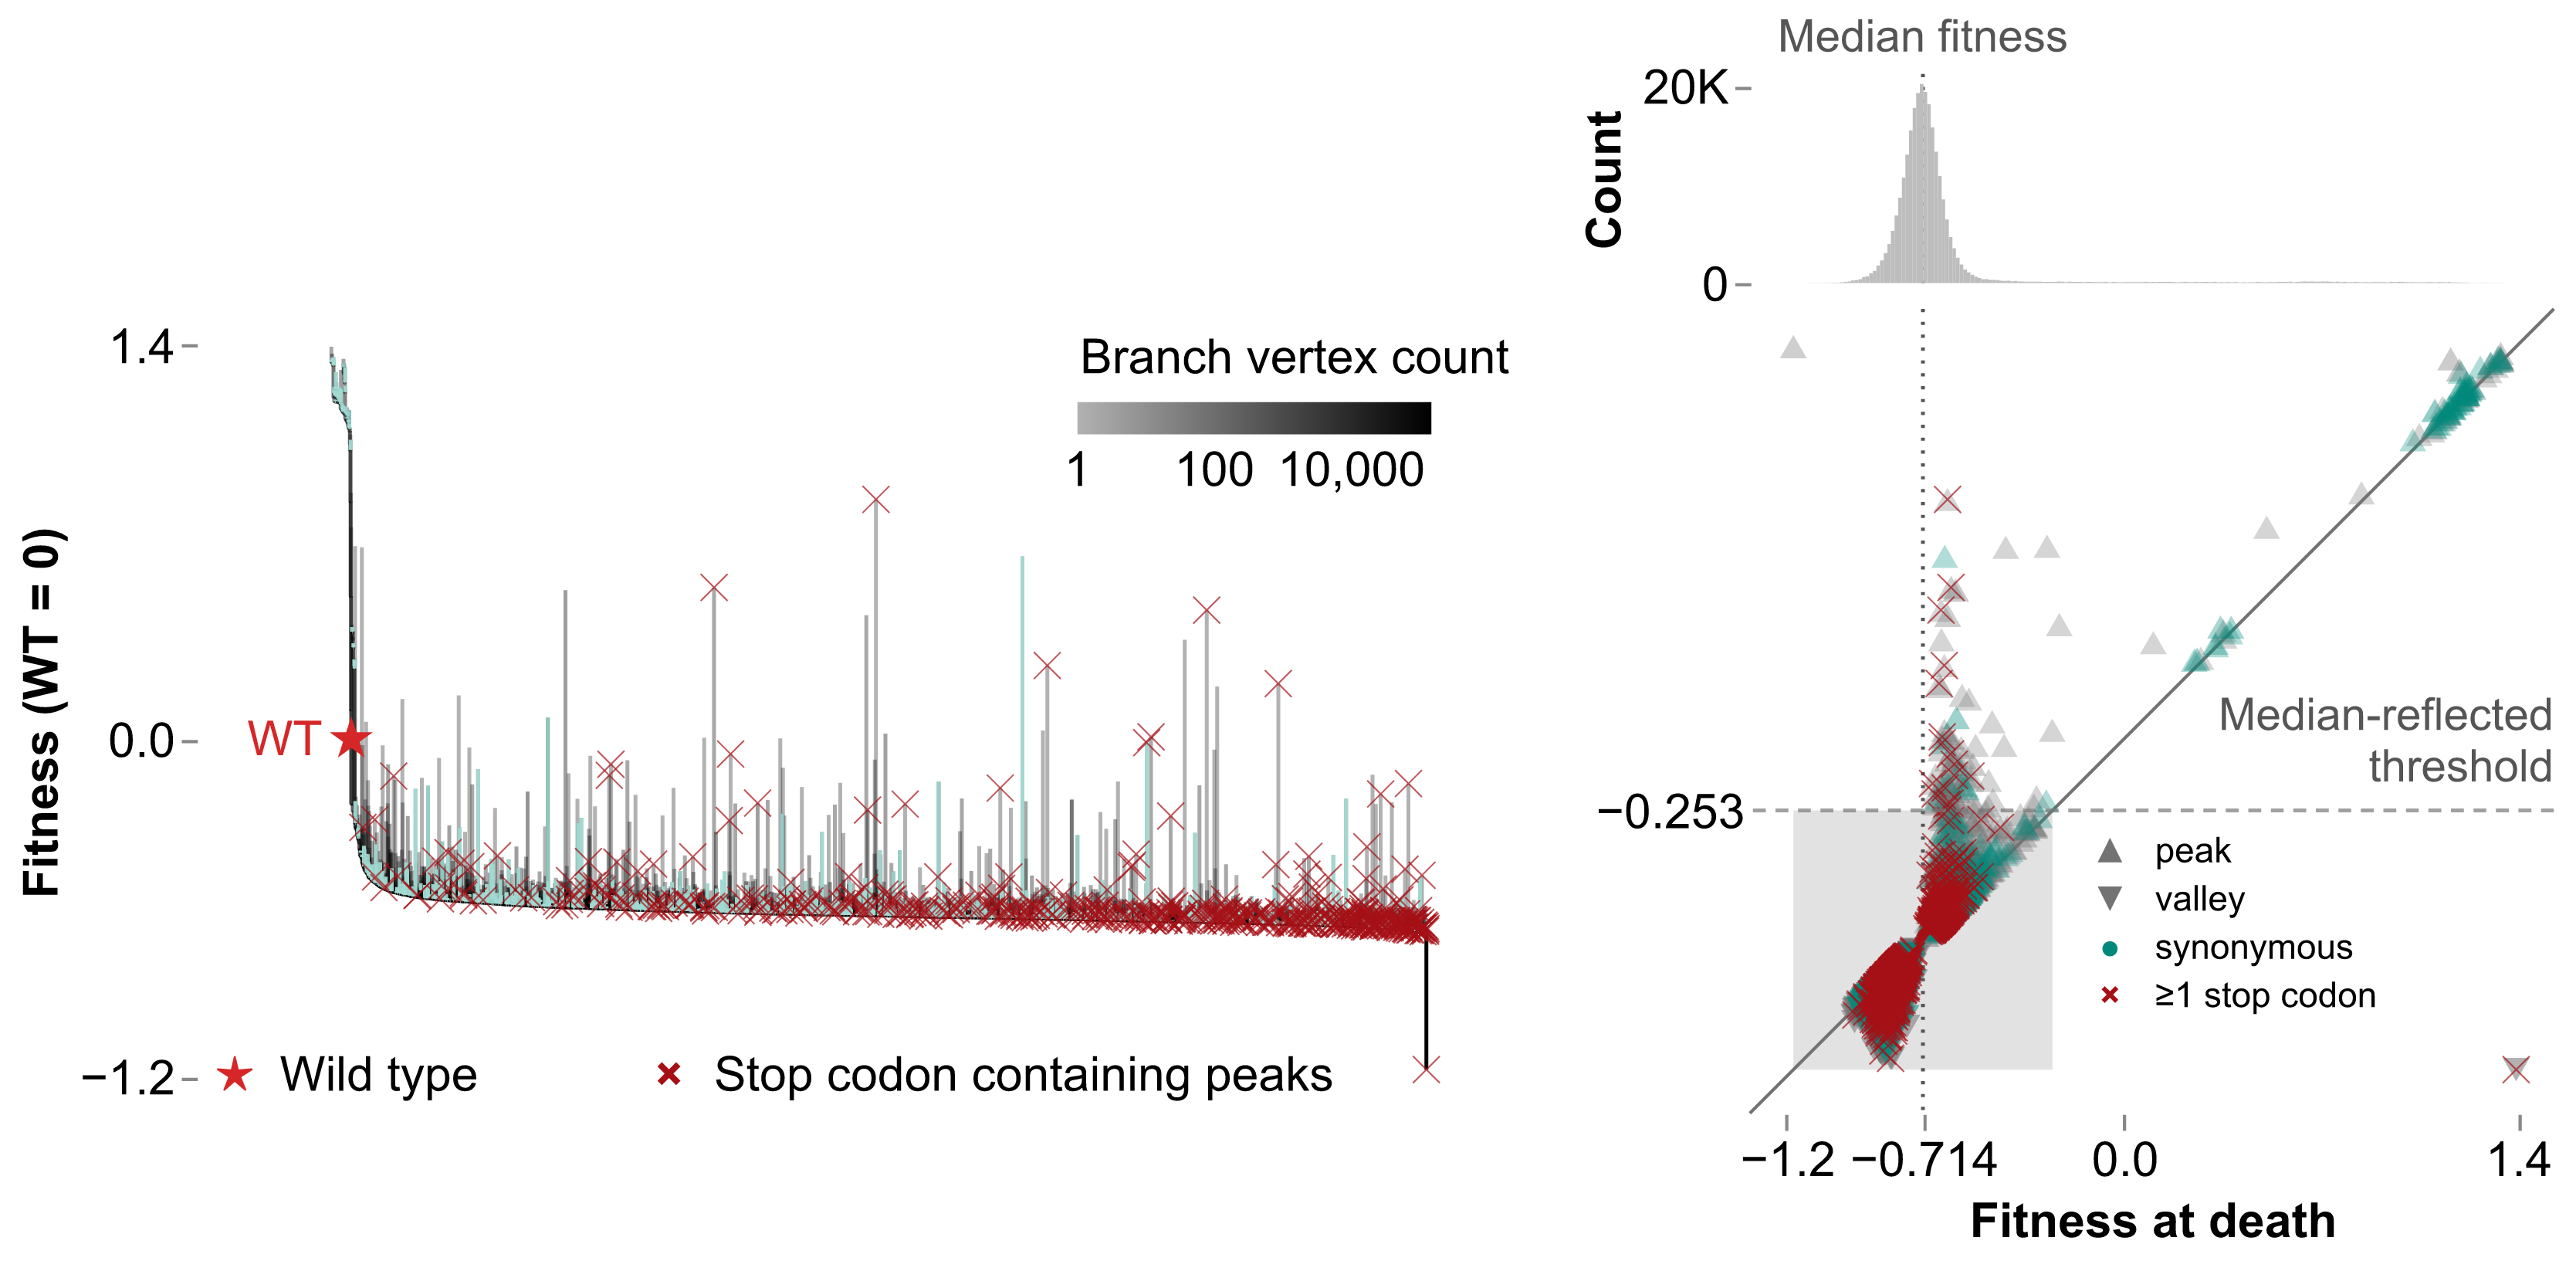 Fitness (WT = 0)
1.4
0.0
−1.2
WT
Branch vertex count
1 100 10,000
Wild type
Stop codon containing peaks
Median fitness
Count
20K
0
−0.253
Median-reflected
threshold
peak
valley
synonymous
≥1 stop codon
−1.2 −0.714 0.0 1.4
Fitness at death